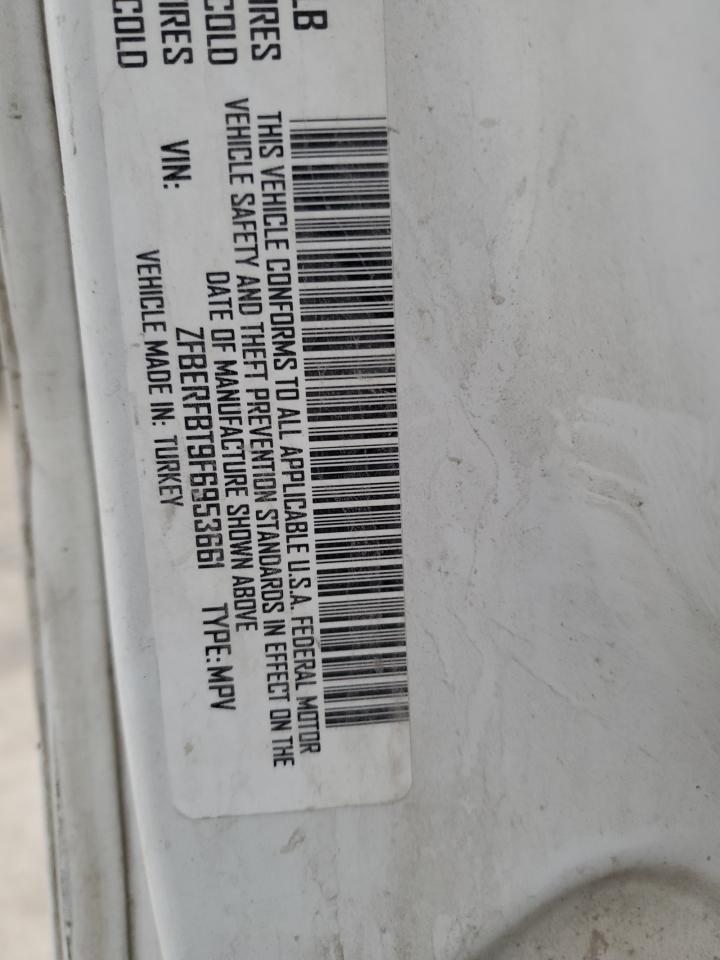 LB
IRES
COLD
IRES
COLD
THIS VEHICLE CONFORMS TO ALL APPLICABLE U.S.A. FEDERAL MOTOR
VEHICLE SAFETY AND THEFT PREVENTION STANDARDS IN EFFECT ON THE
DATE OF MANUFACTURE SHOWN ABOVE
VIN: ZFBERFBT9F6953661 TYPE: MPV
VEHICLE MADE IN: TURKEY